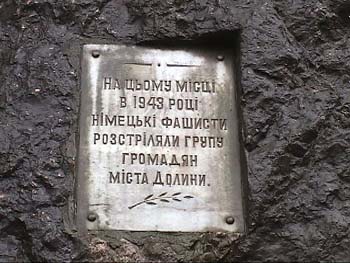 НА ЦЬОМУ МІСЦІ
В 1943 РОЦІ
НІМЕЦЬКІ ФАШИСТИ
РОЗСТРІЛЯЛИ ГРУПУ
ГРОМАДЯН
МІСТА ДОЛИНИ.